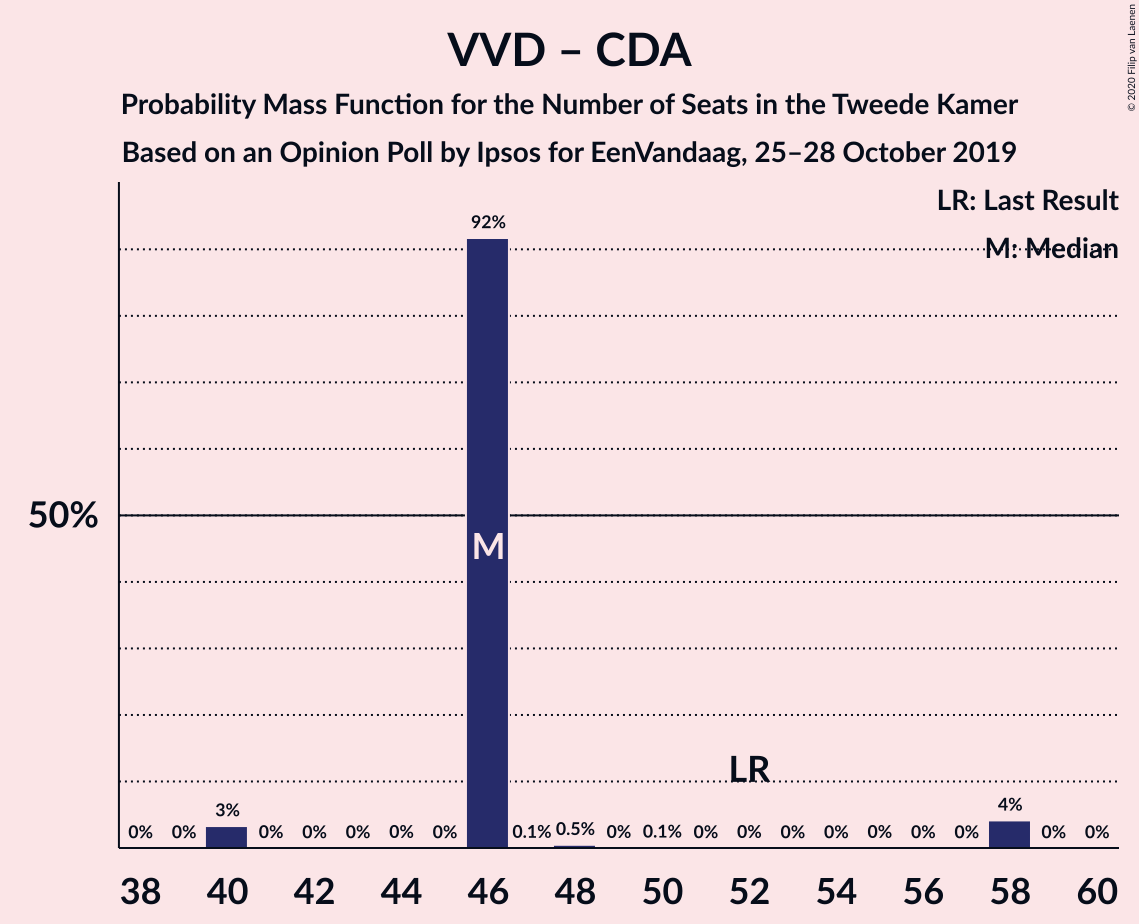 VVD – CDA
Probability Mass Function for the Number of Seats in the Tweede Kamer
Based on an Opinion Poll by Ipsos for EenVandaag, 25–28 October 2019
© 2020 Filip van Laenen
LR: Last Result
M: Median
92%
50%
M
LR
0% 0% 3% 0% 0% 0% 0% 0% 0.1% 0.5% 0% 0.1% 0% 0% 0% 0% 0% 0% 0% 4% 0% 0%
38 40 42 44 46 48 50 52 54 56 58 60